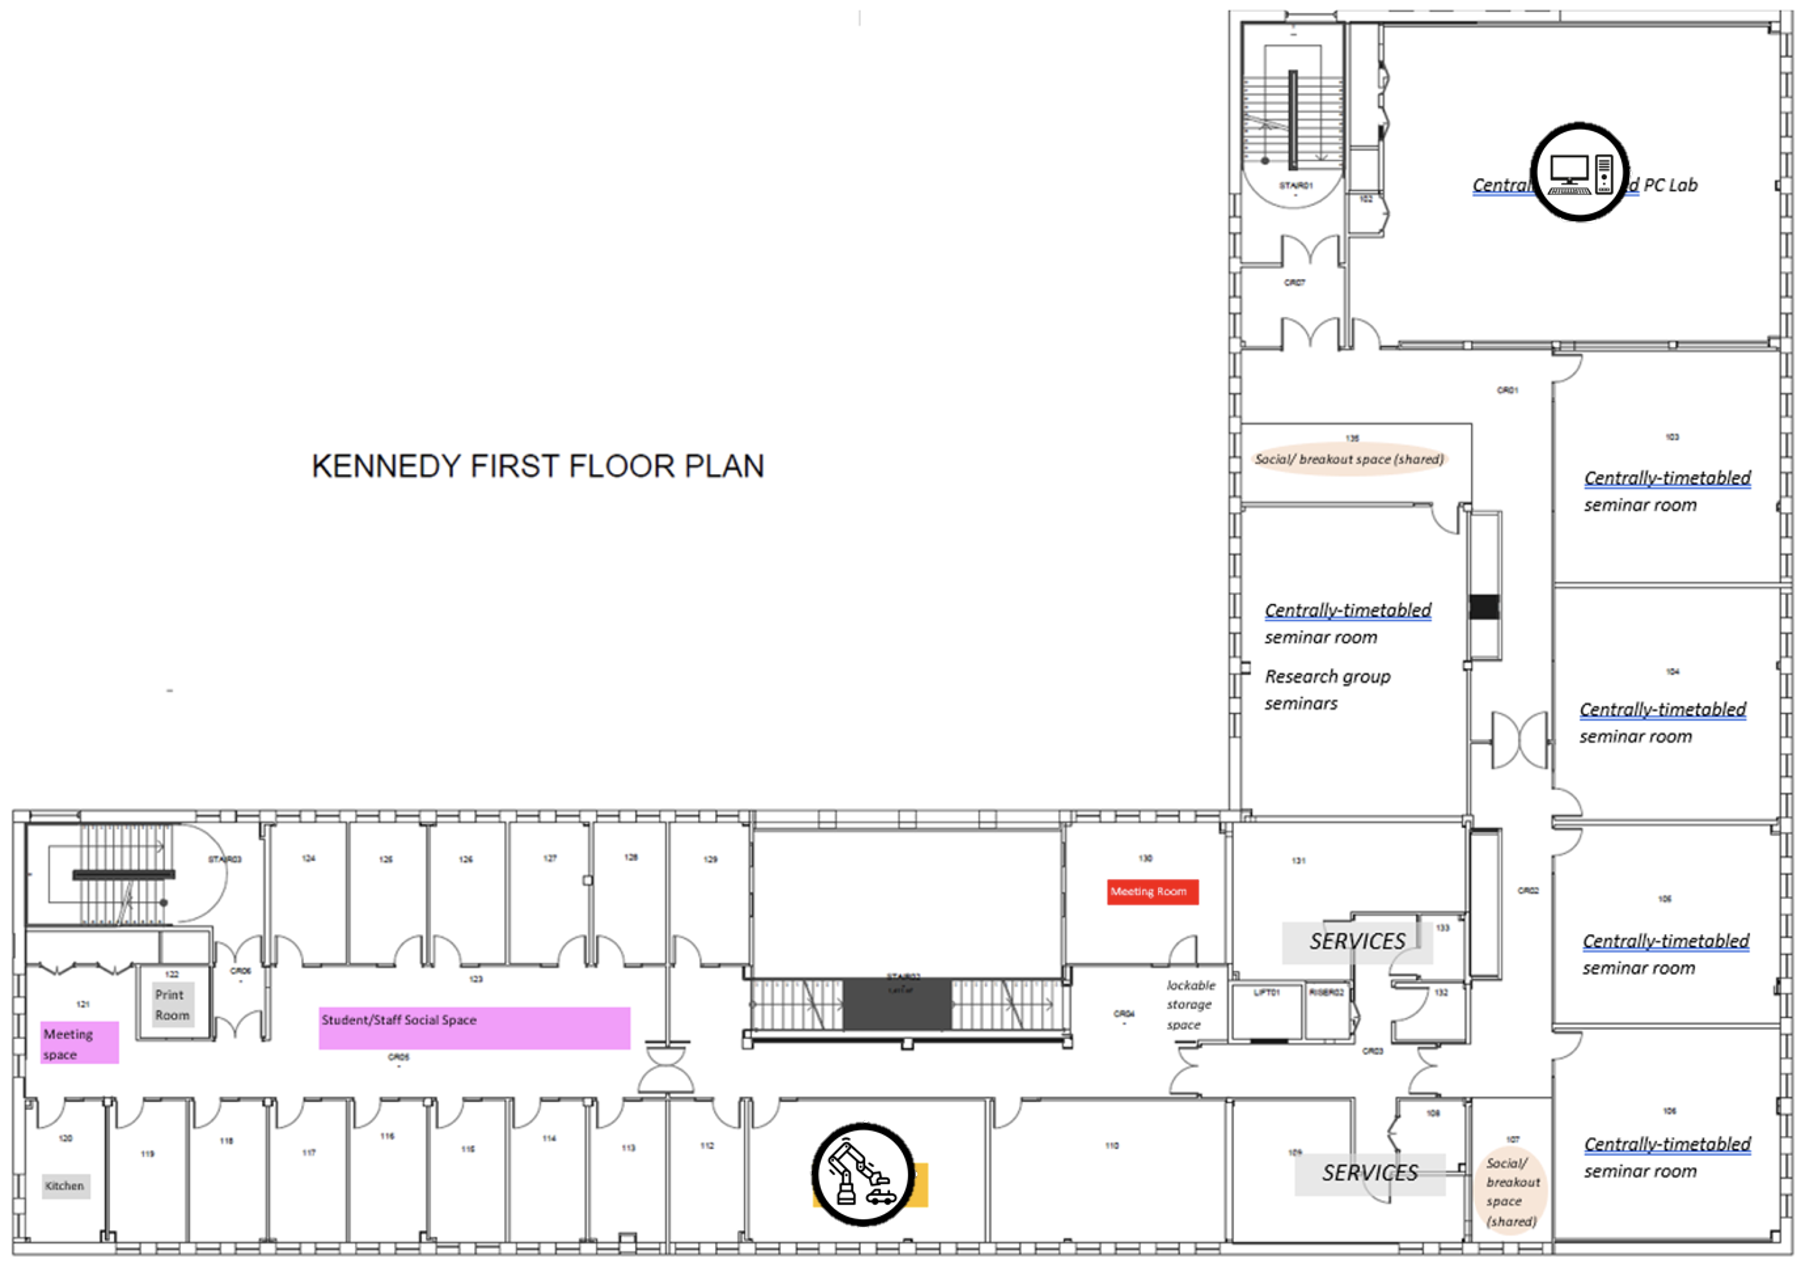 STAIR01
102
Central
d PC Lab
CR07
CR01
135
Social/ breakout space (shared)
103
Centrally-timetabled
seminar room
KENNEDY FIRST FLOOR PLAN
Centrally-timetabled
seminar room
Research group
seminars
104
Centrally-timetabled
seminar room
STAIR03
124
125
126
127
128
129
130
Meeting Room
131
CR02
105
Centrally-timetabled
seminar room
133
SERVICES
122
Print
Room
CR06
123
STAIR02
121
Meeting
space
Student/Staff Social Space
CR05
CR04
lockable
storage
space
LIFT01
RISER02
132
CR03
120
Kitchen
119
118
117
116
115
114
113
112
110
109
108
SERVICES
107
Social/
breakout
space
(shared)
106
Centrally-timetabled
seminar room